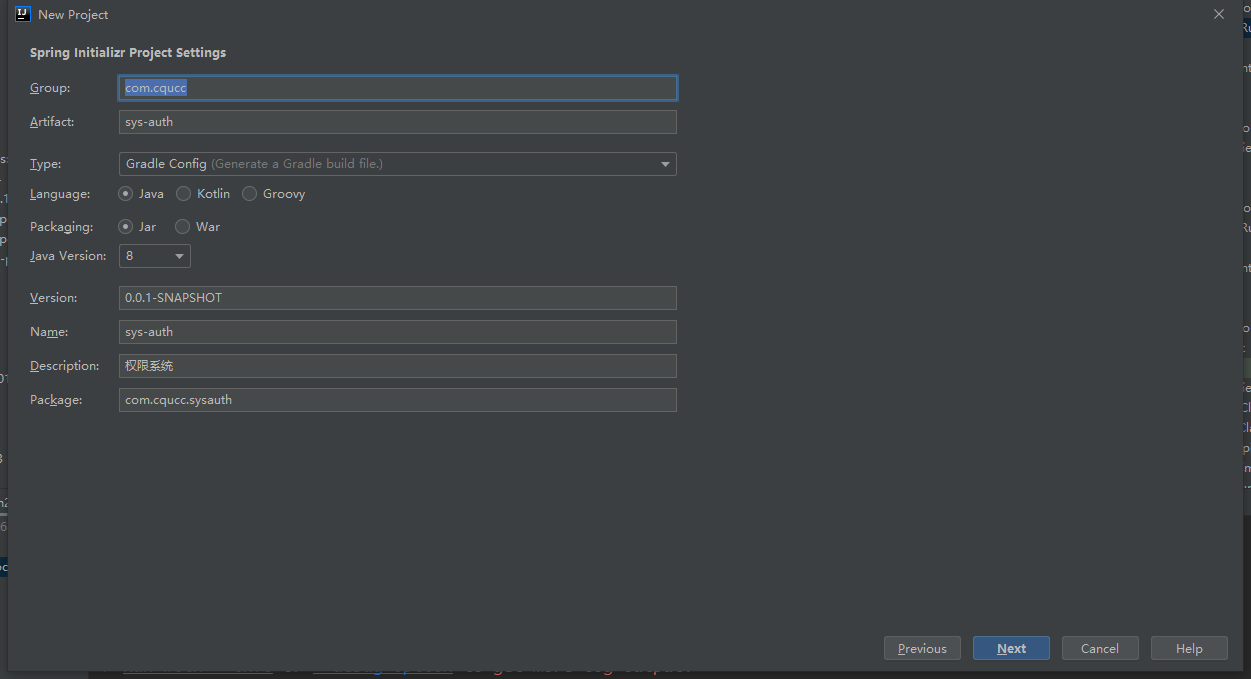 New Project
Spring Initializr Project Settings
Group: com.cqucc
Artifact: sys-auth
Type: Gradle Config (Generate a Gradle build file.)
Language: Java Kotlin Groovy
Packaging: Jar War
Java Version: 8
Version: 0.0.1-SNAPSHOT
Name: sys-auth
Description: 权限系统
Package: com.cqucc.sysauth
Previous Next Cancel Help